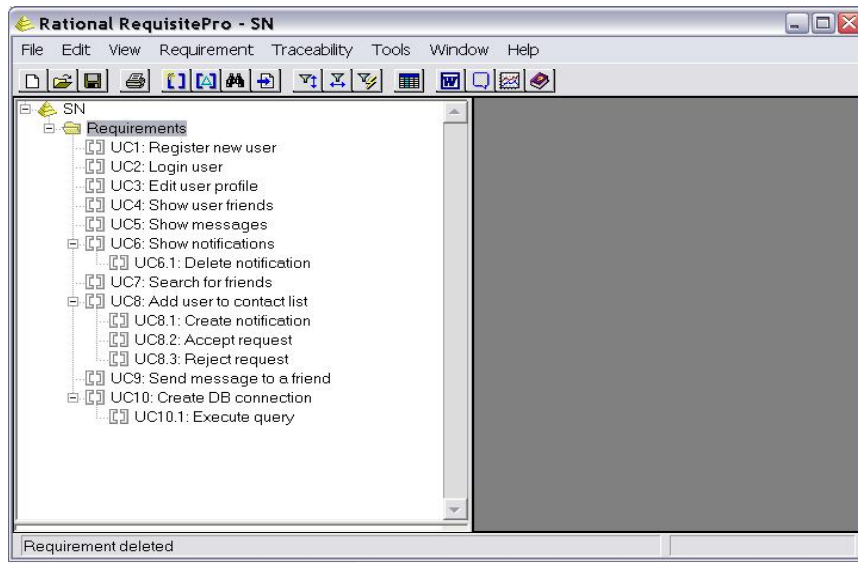 Rational RequisitePro - SN
File Edit View Requirement Traceability Tools Window Help
SN
Requirements
UC1: Register new user
UC2: Login user
UC3: Edit user profile
UC4: Show user friends
UC5: Show messages
UC6: Show notifications
UC6.1: Delete notification
UC7: Search for friends
UC8: Add user to contact list
UC8.1: Create notification
UC8.2: Accept request
UC8.3: Reject request
UC9: Send message to a friend
UC10: Create DB connection
UC10.1: Execute query
Requirement deleted